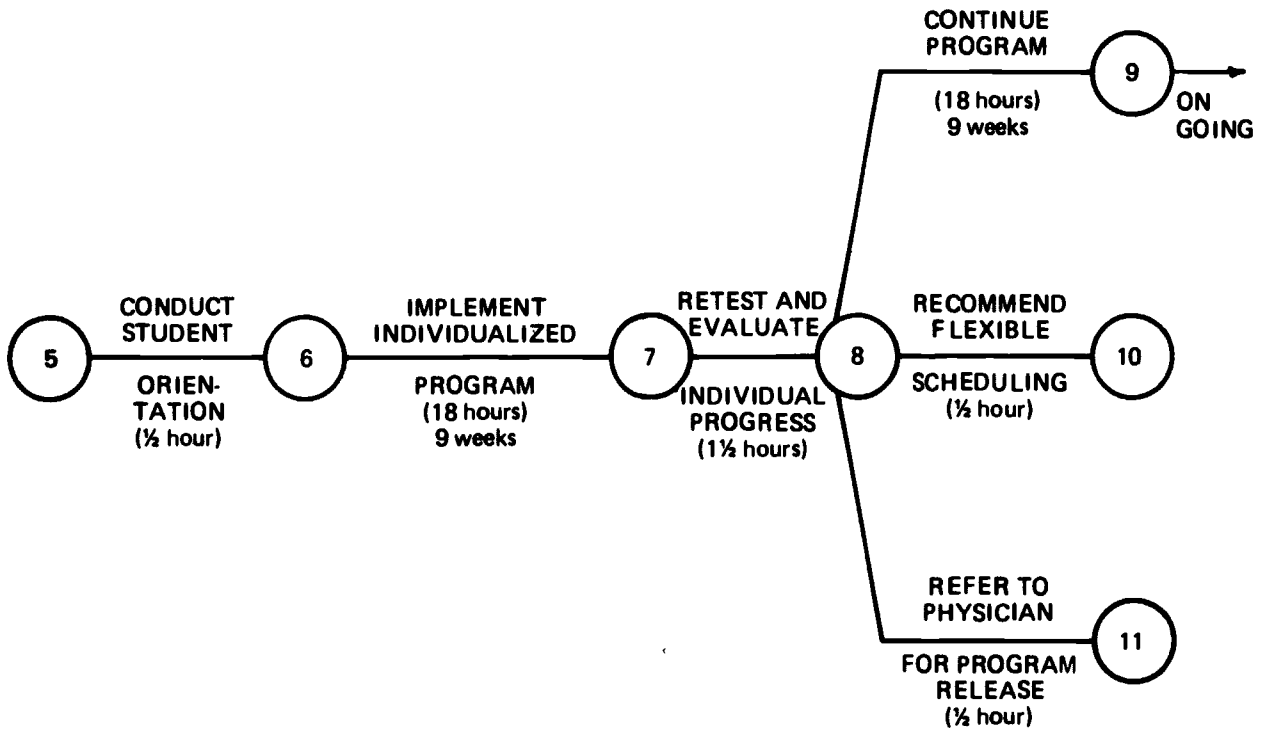 CONTINUE
PROGRAM
9
(18 hours)
9 weeks
ON
GOING
5
CONDUCT
STUDENT
ORIEN-
TATION
(½ hour)
6
IMPLEMENT
INDIVIDUALIZED
PROGRAM
(18 hours)
9 weeks
7
RETEST AND
EVALUATE
INDIVIDUAL
PROGRESS
(1½ hours)
8
RECOMMEND
FLEXIBLE
SCHEDULING
(½ hour)
10
REFER TO
PHYSICIAN
FOR PROGRAM
RELEASE
(½ hour)
11